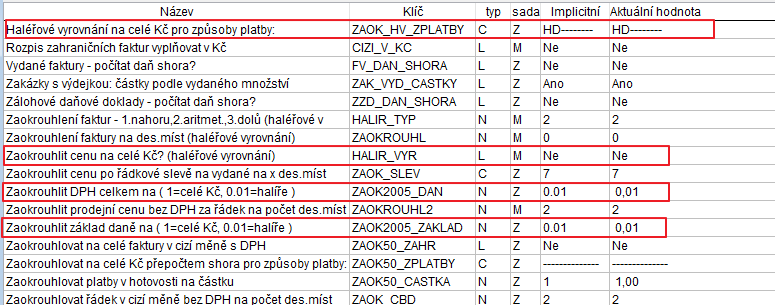 Název Klíč typ sada Implicitní Aktuální hodnota
Haléřové vyrovnání na celé Kč pro způsoby platby: ZAOK_HV_ZPLATBY C Z HD-------- HD--------
Rozpis zahraničních faktur vyplňovat v Kč CIZI_V_KC L M Ne Ne
Vydané faktury - počítat daň shora? FV_DAN_SHORA L Z Ne Ne
Zakázky s výdejkou: částky podle vydaného množství ZAK_VYD_CASTKY L Z Ano Ano
Zálohové daňové doklady - počítat daň shora? ZZD_DAN_SHORA L Z Ne Ne
Zaokrouhlení faktur - 1.nahoru,2.aritmet.,3.dolů (haléřové v HALIR_TYP N M 2 2
Zaokrouhlení faktury na des.míst (haléřové vyrovnání) ZAOKROUHL N M 0 0
Zaokrouhlit cenu na celé Kč? (haléřové vyrovnání) HALIR_VYR L M Ne Ne
Zaokrouhlit cenu po řádkové slevě na vydané na x des.míst ZAOK_SLEV C Z 7 7
Zaokrouhlit DPH celkem na ( 1=celé Kč, 0.01=halíře ) ZAOK2005_DAN N Z 0.01 0,01
Zaokrouhlit prodejní cenu bez DPH za řádek na počet des.míst ZAOKROUHL2 N M 2 2
Zaokrouhlit základ daně na ( 1=celé Kč, 0.01=halíře ) ZAOK2005_ZAKLAD N Z 0.01 0,01
Zaokrouhlovat na celé faktury v cizí měně s DPH ZAOK50_ZAHR L Z Ne Ne
Zaokrouhlovat na celé Kč přepočtem shora pro způsoby platby: ZAOK50_ZPLATBY C Z -------------- --------------
Zaokrouhlovat platby v hotovosti na částku ZAOK50_CASTKA N Z 1 1,00
Zaokrouhlovat řádek v cizí měně bez DPH na počet des.míst ZAOK_CBD N M 2 2